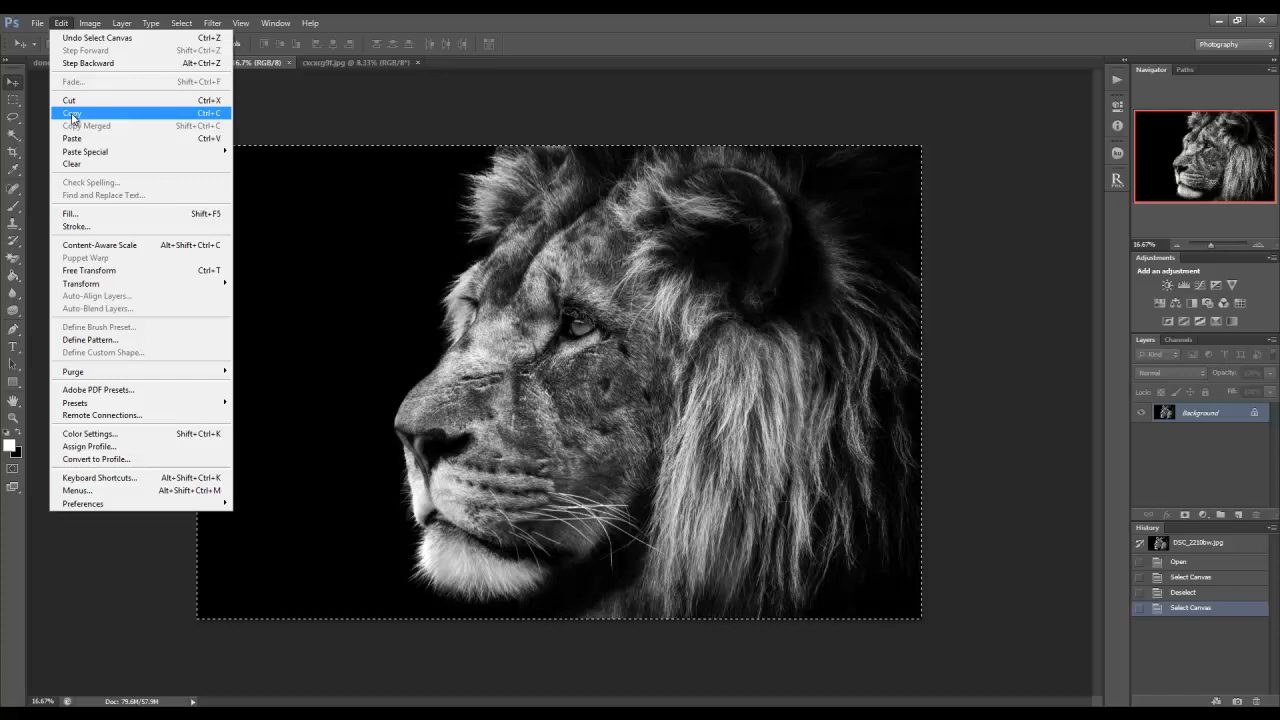 Ps File Edit Image Layer Type Select Filter View Window Help
Photography
6.7% (RGB/8) × cxcxcg9f.jpg @ 8.33% (RGB/8*) ×
Undo Select Canvas Ctrl+Z
Step Forward Shift+Ctrl+Z
Step Backward Alt+Ctrl+Z
Fade... Shift+Ctrl+F
Cut Ctrl+X
Copy Ctrl+C
Copy Merged Shift+Ctrl+C
Paste Ctrl+V
Paste Special
Clear
Check Spelling...
Find and Replace Text...
Fill... Shift+F5
Stroke...
Content-Aware Scale Alt+Shift+Ctrl+C
Puppet Warp
Free Transform Ctrl+T
Transform
Auto-Align Layers...
Auto-Blend Layers...
Define Brush Preset...
Define Pattern...
Define Custom Shape...
Purge
Adobe PDF Presets...
Presets
Remote Connections...
Color Settings... Shift+Ctrl+K
Assign Profile...
Convert to Profile...
Keyboard Shortcuts... Alt+Shift+Ctrl+K
Menus... Alt+Shift+Ctrl+M
Preferences
Navigator Paths
16.67%
Adjustments
Add an adjustment
Layers Channels
Kind
Normal Opacity: 100%
Lock: Fill: 100%
Background
History
DSC_2210bw.jpg
Open
Select Canvas
Deselect
Select Canvas
16.67% Doc: 79.6M/57.9M